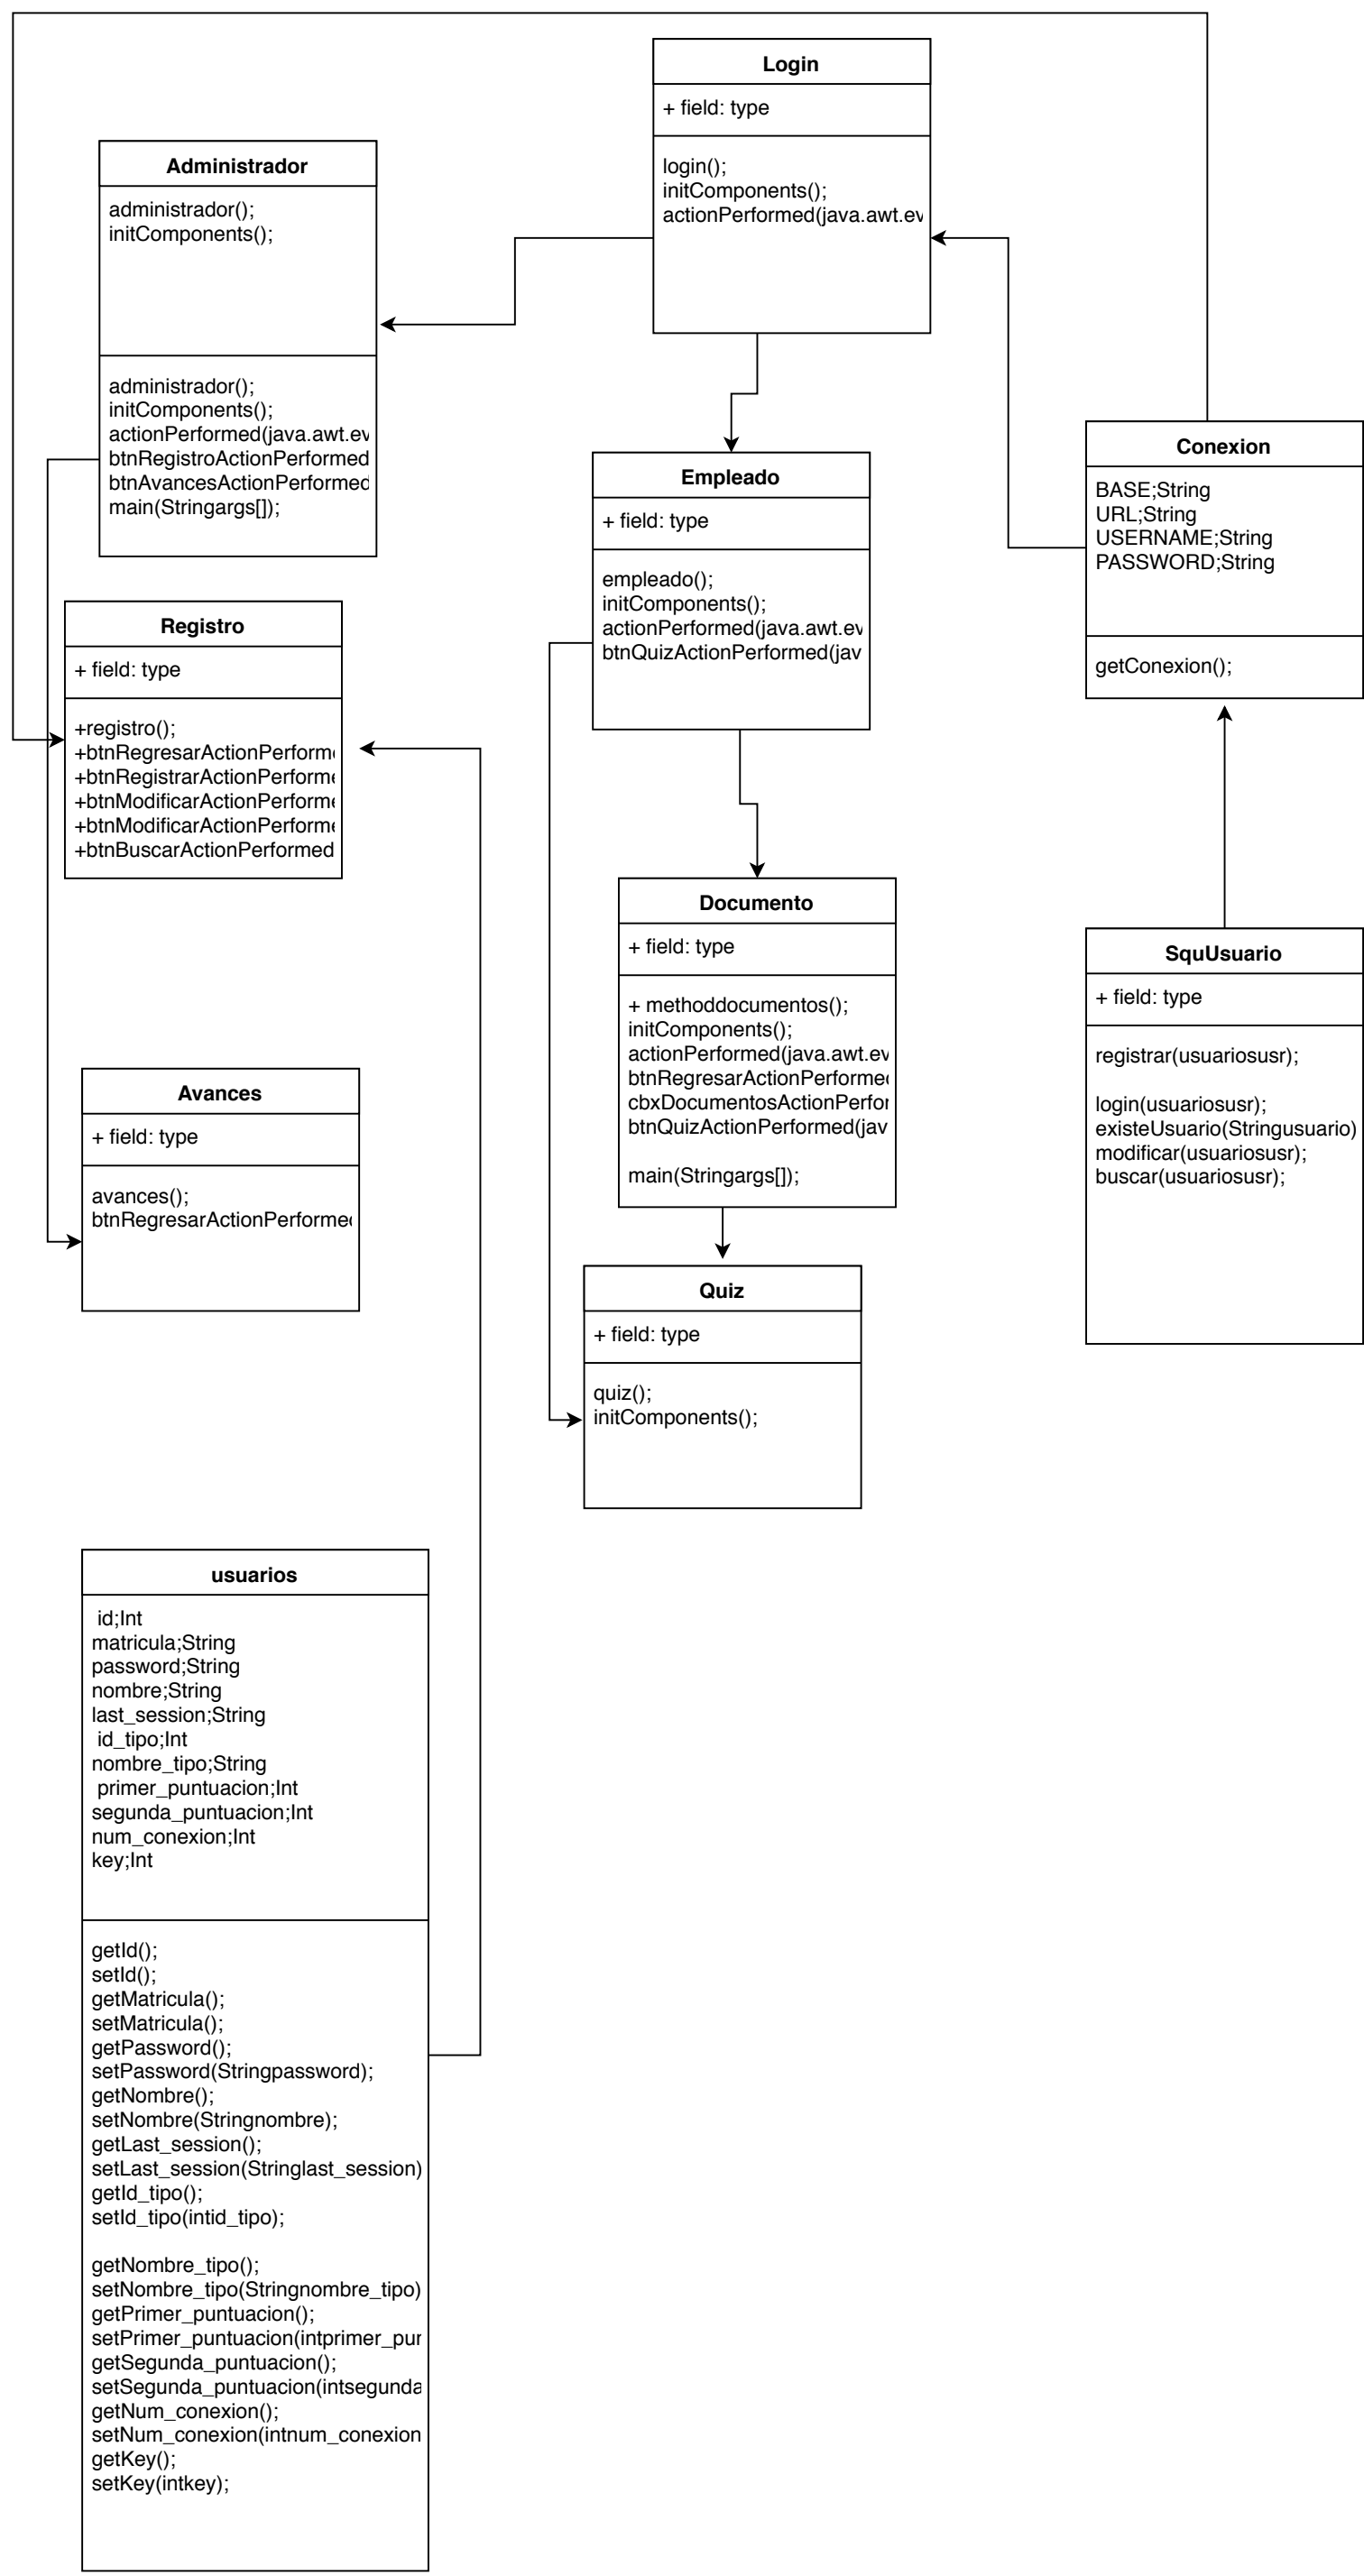 Login
+ field: type
login();
initComponents();
actionPerformed(java.awt.ev
Administrador
administrador();
initComponents();
administrador();
initComponents();
actionPerformed(java.awt.ev
btnRegistroActionPerformed
btnAvancesActionPerformed
main(Stringargs[]);
Conexion
BASE;String
URL;String
USERNAME;String
PASSWORD;String
getConexion();
Empleado
+ field: type
empleado();
initComponents();
actionPerformed(java.awt.ev
btnQuizActionPerformed(jav
Registro
+ field: type
+registro();
+btnRegresarActionPerform
+btnRegistrarActionPerform
+btnModificarActionPerform
+btnModificarActionPerform
+btnBuscarActionPerformed
Documento
+ field: type
+ methoddocumentos();
initComponents();
actionPerformed(java.awt.ev
btnRegresarActionPerformed
cbxDocumentosActionPerfor
btnQuizActionPerformed(jav
main(Stringargs[]);
SquUsuario
+ field: type
registrar(usuariosusr);
login(usuariosusr);
existeUsuario(Stringusuario)
modificar(usuariosusr);
buscar(usuariosusr);
Avances
+ field: type
avances();
btnRegresarActionPerformed
Quiz
+ field: type
quiz();
initComponents();
usuarios
id;Int
matricula;String
password;String
nombre;String
last_session;String
id_tipo;Int
nombre_tipo;String
primer_puntuacion;Int
segunda_puntuacion;Int
num_conexion;Int
key;Int
getId();
setId();
getMatricula();
setMatricula();
getPassword();
setPassword(Stringpassword);
getNombre();
setNombre(Stringnombre);
getLast_session();
setLast_session(Stringlast_session)
getId_tipo();
setId_tipo(intid_tipo);
getNombre_tipo();
setNombre_tipo(Stringnombre_tipo)
getPrimer_puntuacion();
setPrimer_puntuacion(intprimer_pun
getSegunda_puntuacion();
setSegunda_puntuacion(intsegunda
getNum_conexion();
setNum_conexion(intnum_conexion
getKey();
setKey(intkey);